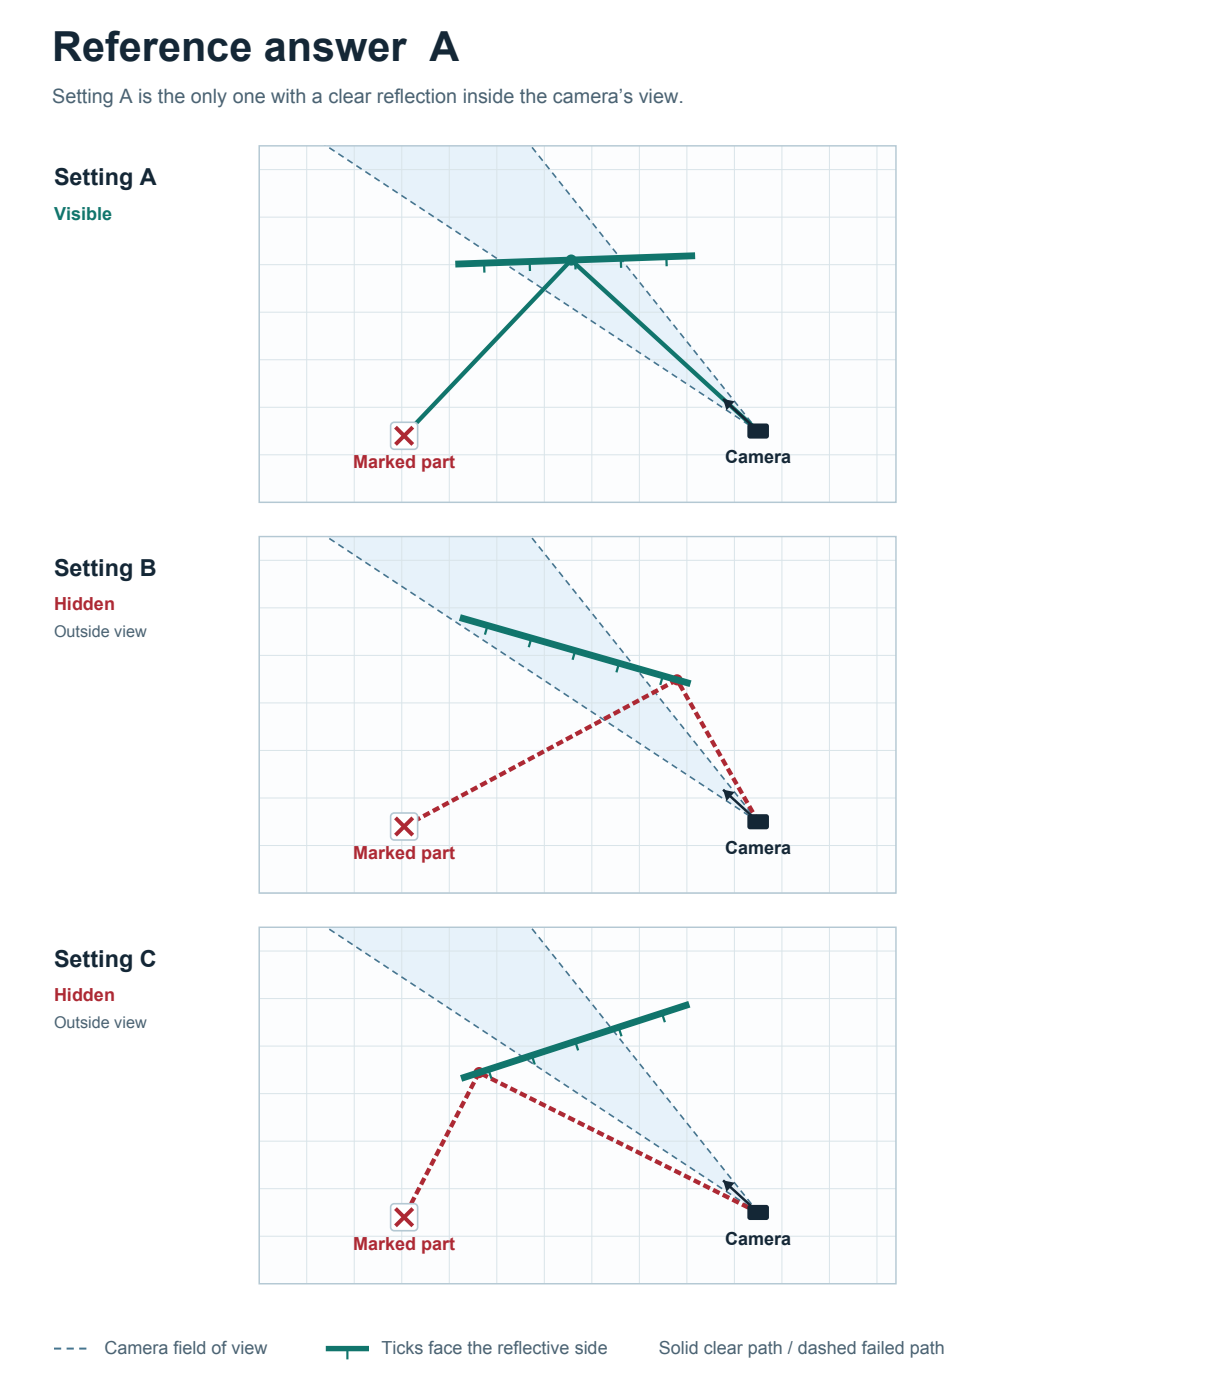 Reference answer A
Setting A is the only one with a clear reflection inside the camera’s view.
Setting A
Visible
Marked part
Camera
Setting B
Hidden
Outside view
Marked part
Camera
Setting C
Hidden
Outside view
Marked part
Camera
Camera field of view
Ticks face the reflective side
Solid clear path / dashed failed path